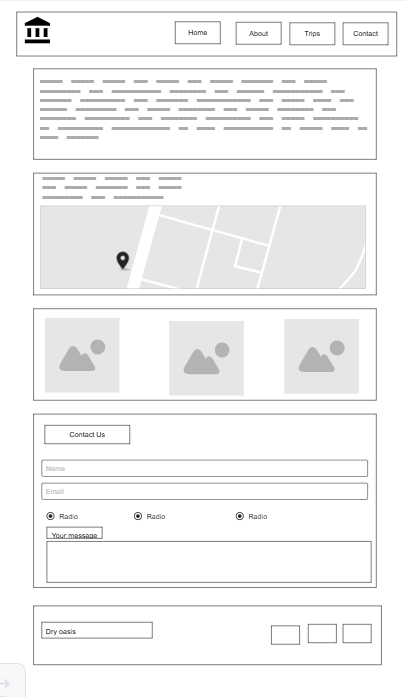 Home
About
Trips
Contact
Contact Us
Name
Email
Radio
Radio
Radio
Your message
Dry oasis